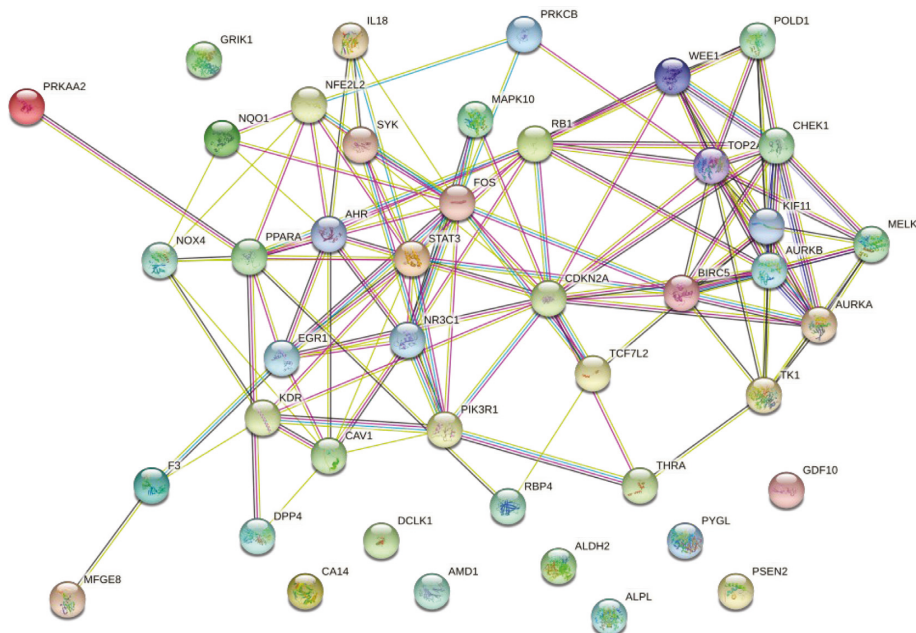 IL18
PRKCB
POLD1
GRIK1
WEE1
PRKAA2
NFE2L2
MAPK10
NQO1
SYK
RB1
CHEK1
TOP2A
FOS
AHR
KIF11
NOX4
PPARA
STAT3
MELK
AURKB
CDKN2A
BIRC5
AURKA
EGR1
NR3C1
TCF7L2
TK1
KDR
PIK3R1
CAV1
F3
THRA
GDF10
RBP4
DPP4
DCLK1
PYGL
ALDH2
MFGE8
CA14
AMD1
PSEN2
ALPL